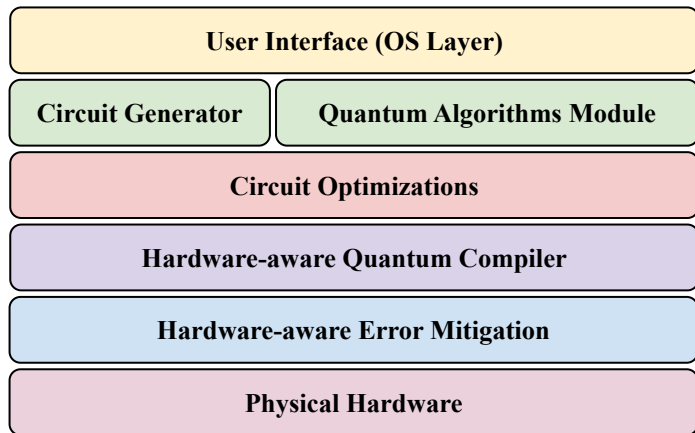 User Interface (OS Layer)
Circuit Generator
Quantum Algorithms Module
Circuit Optimizations
Hardware-aware Quantum Compiler
Hardware-aware Error Mitigation
Physical Hardware